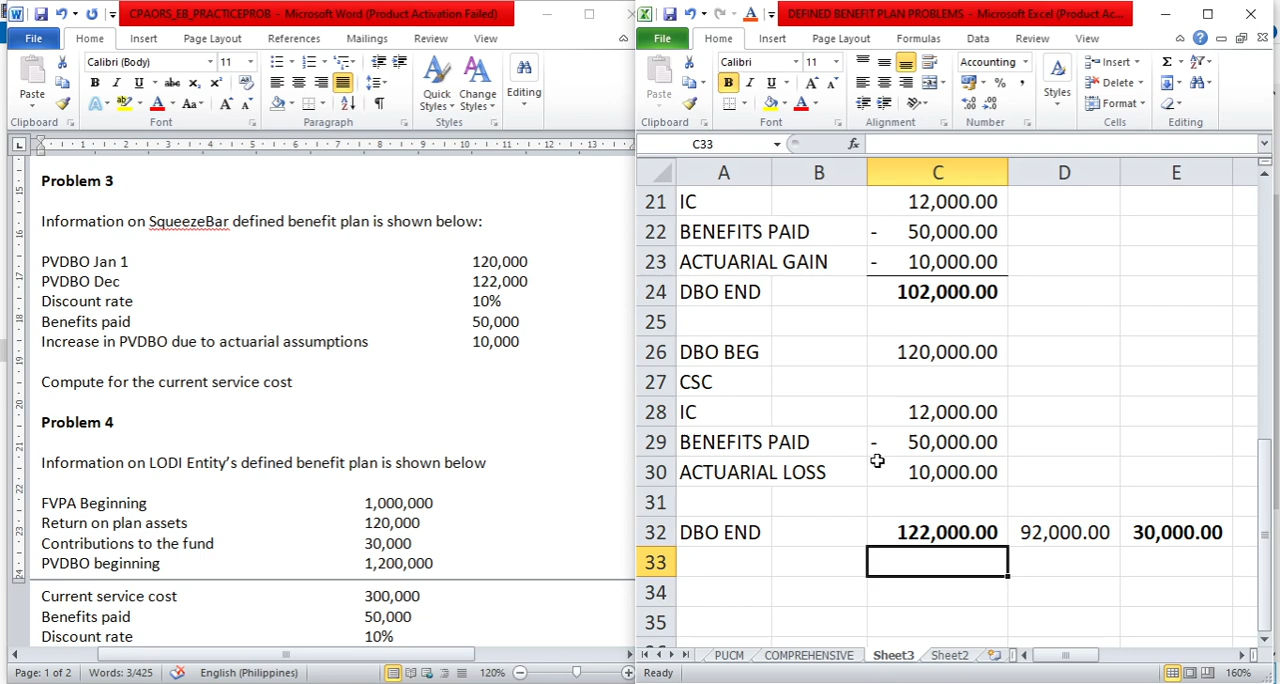 CPAORS_EB_PRACTICEPROB - Microsoft Word (Product Activation Failed)
File Home Insert Page Layout References Mailings Review View
Calibri (Body) 11
Paste
Quick Styles
Change Styles
Editing
Clipboard Font Paragraph Styles
Problem 3
Information on SqueezeBar defined benefit plan is shown below:
PVDBO Jan 1 120,000
PVDBO Dec 122,000
Discount rate 10%
Benefits paid 50,000
Increase in PVDBO due to actuarial assumptions 10,000
Compute for the current service cost
Problem 4
Information on LODI Entity's defined benefit plan is shown below
FVPA Beginning 1,000,000
Return on plan assets 120,000
Contributions to the fund 30,000
PVDBO beginning 1,200,000
Current service cost 300,000
Benefits paid 50,000
Discount rate 10%
Page: 1 of 2 Words: 3/425 English (Philippines) 120%
DEFINED BENEFIT PLAN PROBLEMS - Microsoft Excel (Product Ac...
File Home Insert Page Layout Formulas Data Review View
Calibri 11 Accounting
Paste
Styles
Insert
Delete
Format
Clipboard Font Alignment Number Cells Editing
C33 fx
A B C D E
21 IC 12,000.00
22 BENEFITS PAID - 50,000.00
23 ACTUARIAL GAIN - 10,000.00
24 DBO END 102,000.00
25
26 DBO BEG 120,000.00
27 CSC
28 IC 12,000.00
29 BENEFITS PAID - 50,000.00
30 ACTUARIAL LOSS 10,000.00
31
32 DBO END 122,000.00 92,000.00 30,000.00
33
34
35
PUCM COMPREHENSIVE Sheet3 Sheet2
Ready 160%